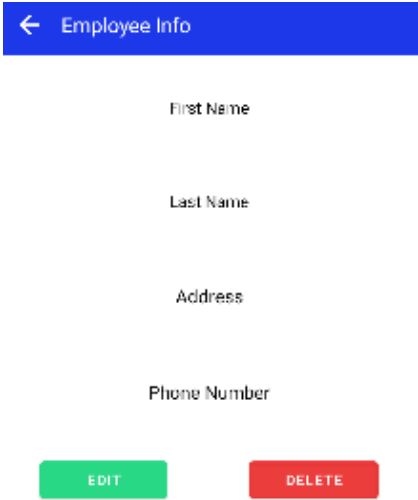 Employee Info
First Name
Last Name
Address
Phone Number
EDIT DELETE